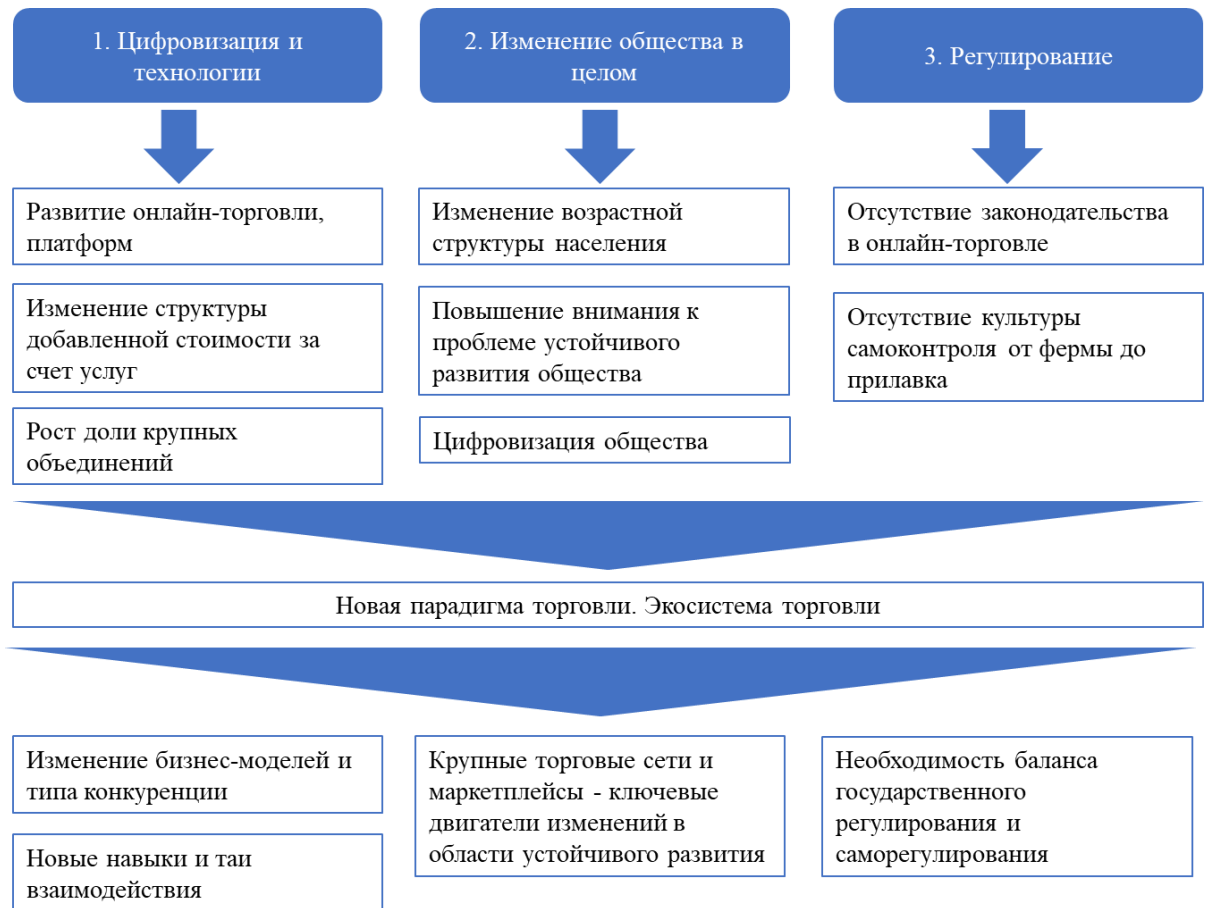 1. Цифровизация и
технологии
2. Изменение общества в
целом
3. Регулирование
Развитие онлайн-торговли,
платформ
Изменение структуры
добавленной стоимости за
счет услуг
Рост доли крупных
объединений
Изменение возрастной
структуры населения
Повышение внимания к
проблеме устойчивого
развития общества
Цифровизация общества
Отсутствие законодательства
в онлайн-торговле
Отсутствие культуры
самоконтроля от фермы до
прилавка
Новая парадигма торговли. Экосистема торговли
Изменение бизнес-моделей и
типа конкуренции
Новые навыки и таи
взаимодействия
Крупные торговые сети и
маркетплейсы - ключевые
двигатели изменений в
области устойчивого развития
Необходимость баланса
государственного
регулирования и
саморегулирования